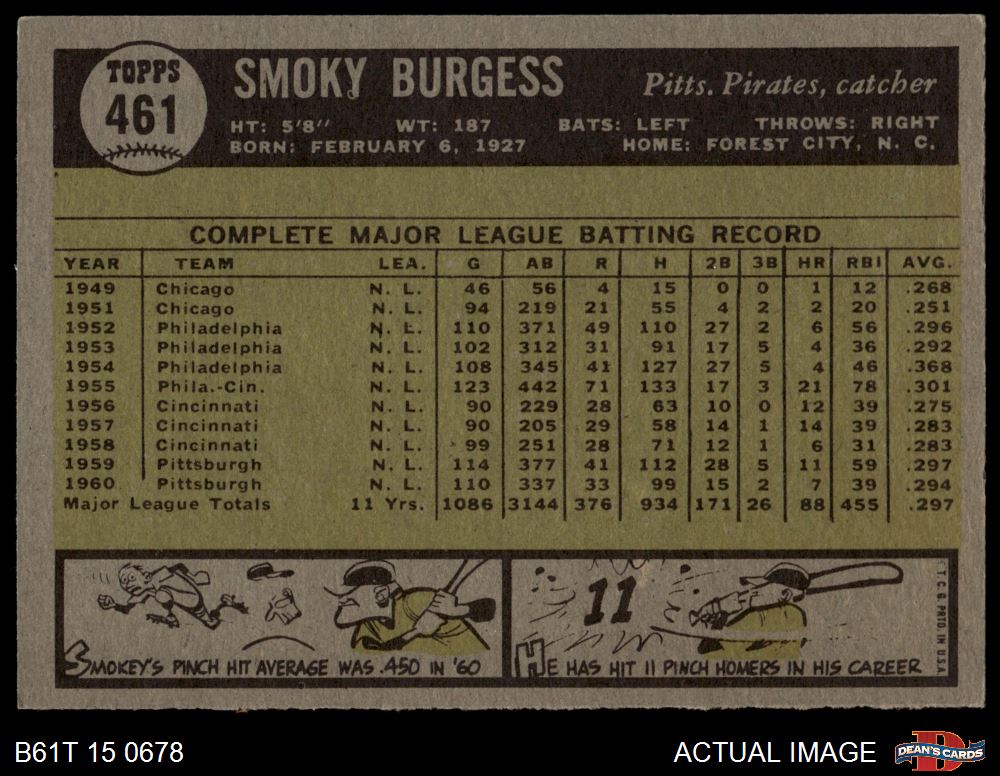 TOPPS
461
SMOKY BURGESS
Pitts. Pirates, catcher
HT: 5'8" WT: 187 BATS: LEFT THROWS: RIGHT
BORN: FEBRUARY 6, 1927 HOME: FOREST CITY, N. C.
COMPLETE MAJOR LEAGUE BATTING RECORD
YEAR TEAM LEA. G AB R H 2B 3B HR RBI AVG.
1949 Chicago N. L. 46 56 4 15 0 0 1 12 .268
1951 Chicago N. L. 94 219 21 55 4 2 2 20 .251
1952 Philadelphia N. L. 110 371 49 110 27 2 6 56 .296
1953 Philadelphia N. L. 102 312 31 91 17 5 4 36 .292
1954 Philadelphia N. L. 108 345 41 127 27 5 4 46 .368
1955 Phila.-Cin. N. L. 123 442 71 133 17 3 21 78 .301
1956 Cincinnati N. L. 90 229 28 63 10 0 12 39 .275
1957 Cincinnati N. L. 90 205 29 58 14 1 14 39 .283
1958 Cincinnati N. L. 99 251 28 71 12 1 6 31 .283
1959 Pittsburgh N. L. 114 377 41 112 28 5 11 59 .297
1960 Pittsburgh N. L. 110 337 33 99 15 2 7 39 .294
Major League Totals 11 Yrs. 1086 3144 376 934 171 26 88 455 .297
SMOKEY'S PINCH HIT AVERAGE WAS .450 IN '60
11
HE HAS HIT 11 PINCH HOMERS IN HIS CAREER
T. C. G. PRTD. IN U.S.A.
B61T 15 0678
ACTUAL IMAGE
DEAN'S CARDS